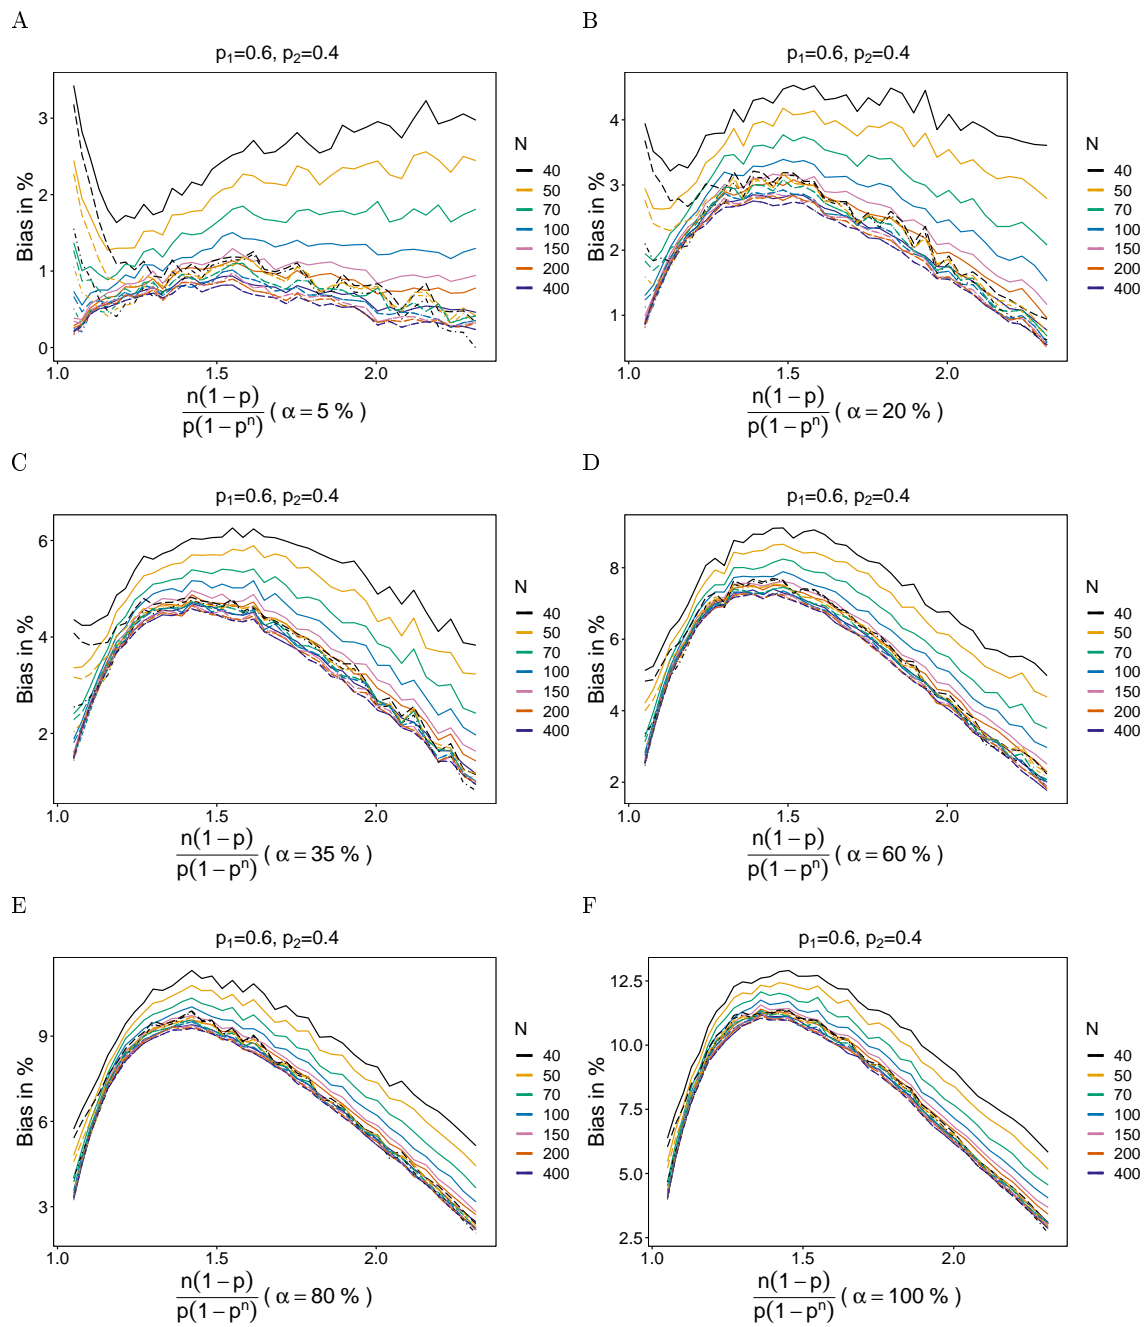 A
p₁=0.6, p₂=0.4
Bias in %
3
2
1
0
1.0 1.5 2.0
n(1−p)
p(1−pⁿ) ( α = 5 % )
N
40
50
70
100
150
200
400
B
p₁=0.6, p₂=0.4
Bias in %
4
3
2
1
1.0 1.5 2.0
n(1−p)
p(1−pⁿ) ( α = 20 % )
N
40
50
70
100
150
200
400
C
p₁=0.6, p₂=0.4
Bias in %
6
4
2
1.0 1.5 2.0
n(1−p)
p(1−pⁿ) ( α = 35 % )
N
40
50
70
100
150
200
400
D
p₁=0.6, p₂=0.4
Bias in %
8
6
4
2
1.0 1.5 2.0
n(1−p)
p(1−pⁿ) ( α = 60 % )
N
40
50
70
100
150
200
400
E
p₁=0.6, p₂=0.4
Bias in %
9
6
3
1.0 1.5 2.0
n(1−p)
p(1−pⁿ) ( α = 80 % )
N
40
50
70
100
150
200
400
F
p₁=0.6, p₂=0.4
Bias in %
12.5
10.0
7.5
5.0
2.5
1.0 1.5 2.0
n(1−p)
p(1−pⁿ) ( α = 100 % )
N
40
50
70
100
150
200
400